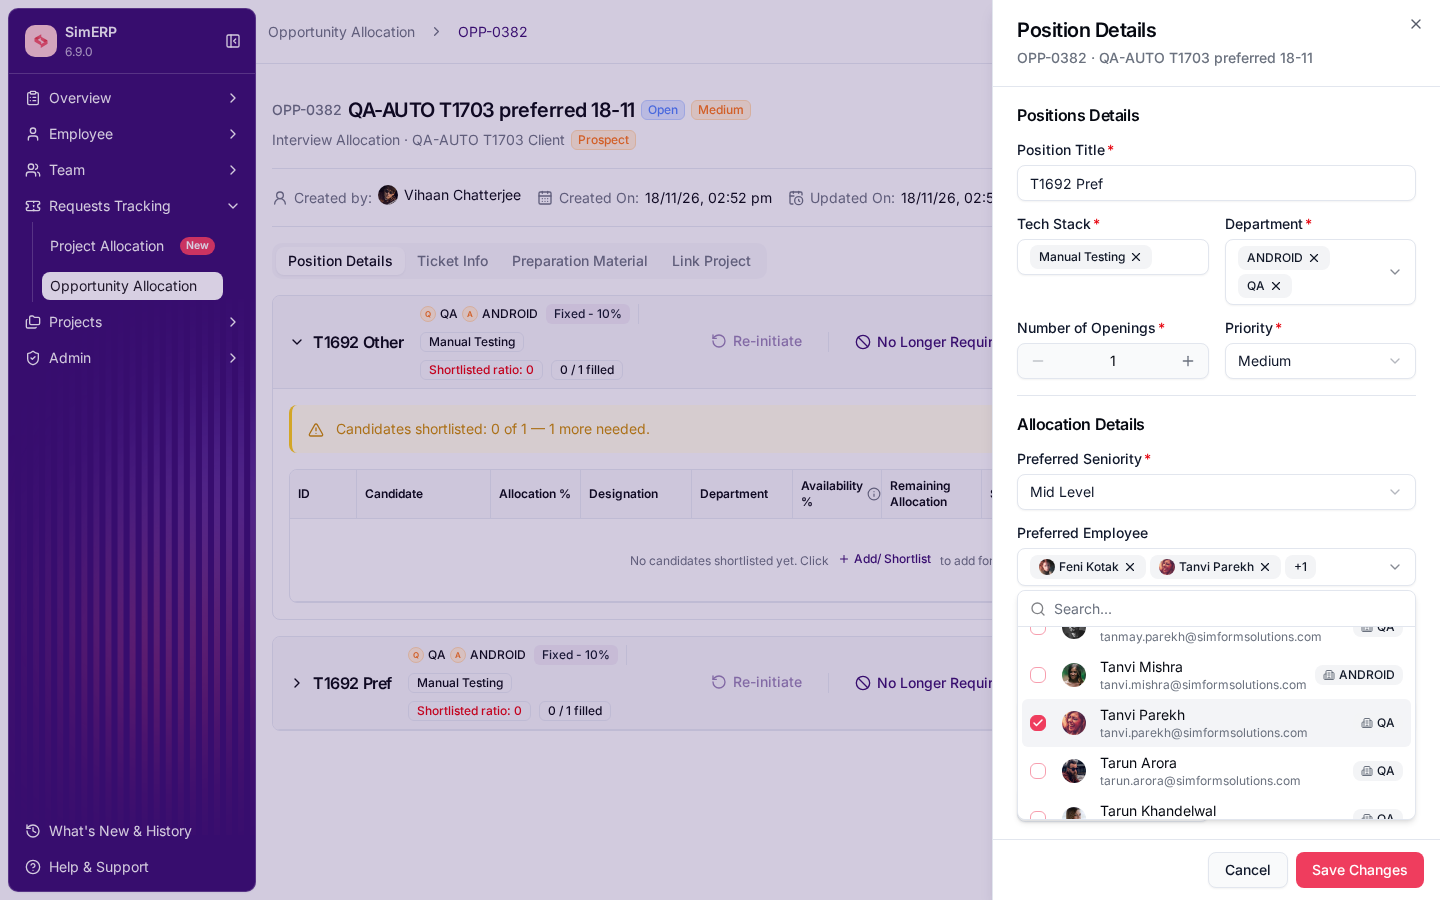 SimERP
6.9.0
Overview
Employee
Team
Requests Tracking
Project Allocation New
Opportunity Allocation
Projects
Admin
What's New & History
Help & Support
Opportunity Allocation > OPP-0382
OPP-0382 QA-AUTO T1703 preferred 18-11 Open Medium
Interview Allocation · QA-AUTO T1703 Client Prospect
Created by: Vihaan Chatterjee Created On: 18/11/26, 02:52 pm Updated On: 18/11/26, 02:5
Position Details Ticket Info Preparation Material Link Project
T1692 Other
Q QA A ANDROID Fixed - 10%
Manual Testing
Shortlisted ratio: 0 0 / 1 filled
Re-initiate
No Longer Requir
Candidates shortlisted: 0 of 1 — 1 more needed.
ID Candidate Allocation % Designation Department Availability % Remaining Allocation
No candidates shortlisted yet. Click + Add/ Shortlist to add for
T1692 Pref
Q QA A ANDROID Fixed - 10%
Manual Testing
Shortlisted ratio: 0 0 / 1 filled
Re-initiate
No Longer Requir
Position Details
OPP-0382 · QA-AUTO T1703 preferred 18-11
Positions Details
Position Title *
T1692 Pref
Tech Stack * Department *
Manual Testing
ANDROID
QA
Number of Openings * Priority *
1 Medium
Allocation Details
Preferred Seniority *
Mid Level
Preferred Employee
Feni Kotak Tanvi Parekh +1
Search...
tanmay.parekh@simformsolutions.com QA
Tanvi Mishra
tanvi.mishra@simformsolutions.com ANDROID
Tanvi Parekh
tanvi.parekh@simformsolutions.com QA
Tarun Arora
tarun.arora@simformsolutions.com QA
Tarun Khandelwal
QA
Cancel Save Changes